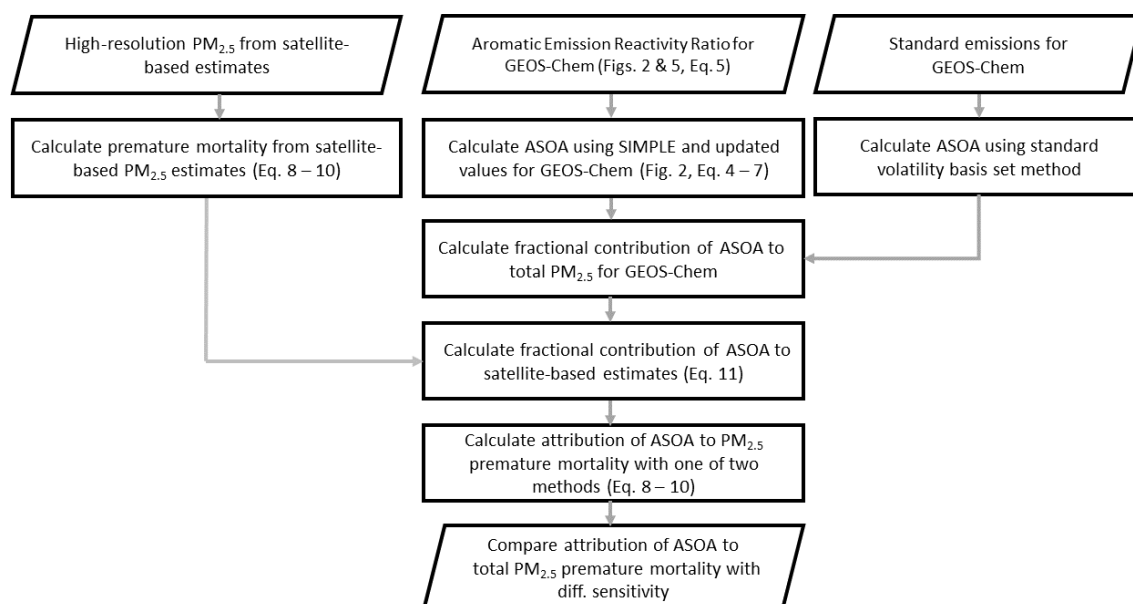 High-resolution PM2.5 from satellite-
based estimates
Aromatic Emission Reactivity Ratio for
GEOS-Chem (Figs. 2 & 5, Eq. 5)
Standard emissions for
GEOS-Chem
Calculate premature mortality from satellite-
based PM2.5 estimates (Eq. 8 – 10)
Calculate ASOA using SIMPLE and updated
values for GEOS-Chem (Fig. 2, Eq. 4 – 7)
Calculate ASOA using standard
volatility basis set method
Calculate fractional contribution of ASOA to
total PM2.5 for GEOS-Chem
Calculate fractional contribution of ASOA to
satellite-based estimates (Eq. 11)
Calculate attribution of ASOA to PM2.5
premature mortality with one of two
methods (Eq. 8 – 10)
Compare attribution of ASOA to
total PM2.5 premature mortality with
diff. sensitivity